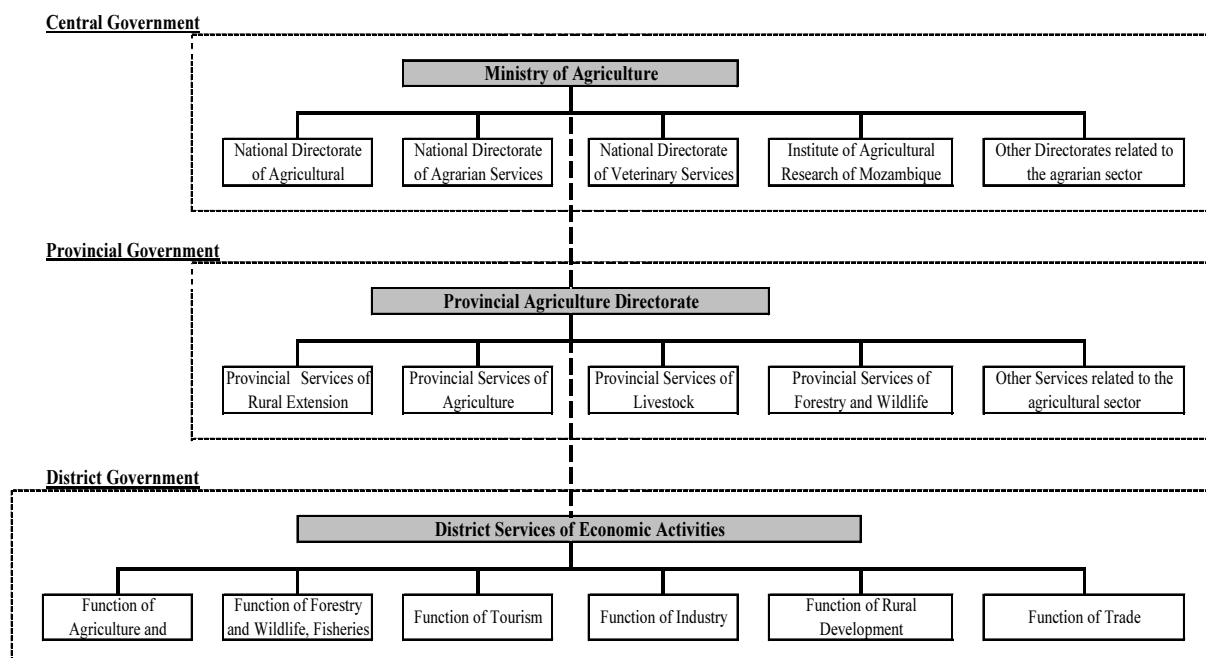 Central Government
Ministry of Agriculture
National Directorate
of Agricultural
National Directorate
of Agrarian Services
National Directorate
of Veterinary Services
Institute of Agricultural
Research of Mozambique
Other Directorates related to
the agrarian sector
Provincial Government
Provincial Agriculture Directorate
Provincial Services of
Rural Extension
Provincial Services of
Agriculture
Provincial Services of
Livestock
Provincial Services of
Forestry and Wildlife
Other Services related to the
agricultural sector
District Government
District Services of Economic Activities
Function of
Agriculture and
Function of Forestry
and Wildlife, Fisheries
Function of Tourism
Function of Industry
Function of Rural
Development
Function of Trade